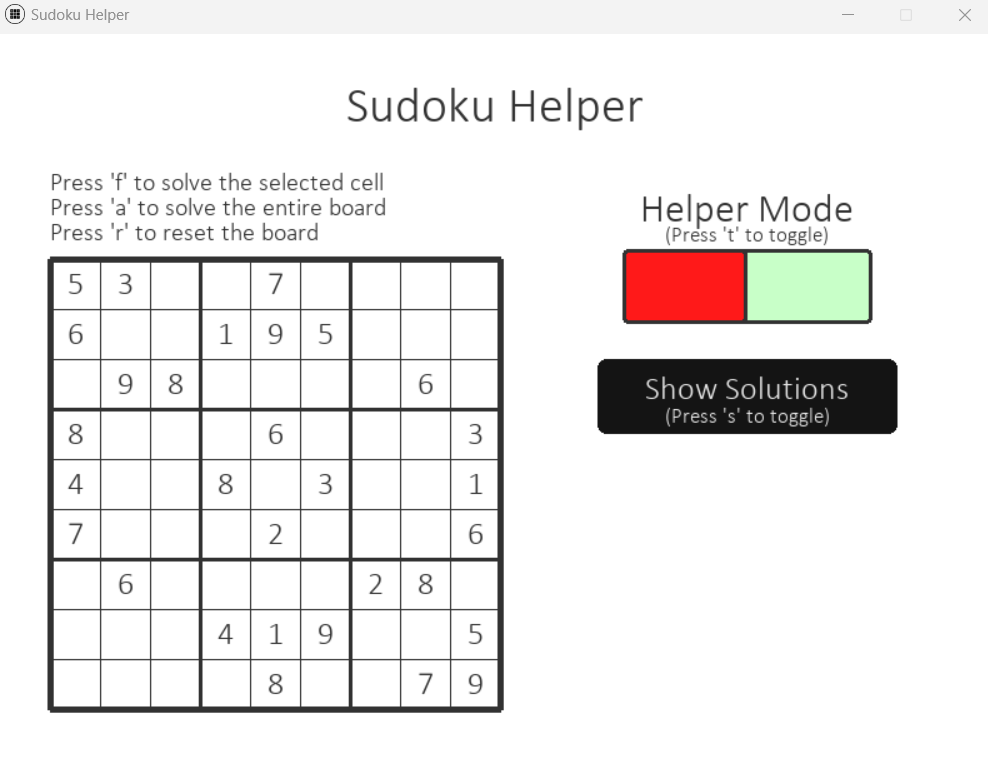 Sudoku Helper
Sudoku Helper
Press 'f' to solve the selected cell
Press 'a' to solve the entire board
Press 'r' to reset the board
Helper Mode
(Press 't' to toggle)
Show Solutions
(Press 's' to toggle)
5 3 7
6 1 9 5
9 8 6
8 6 3
4 8 3 1
7 2 6
6 2 8
4 1 9 5
8 7 9